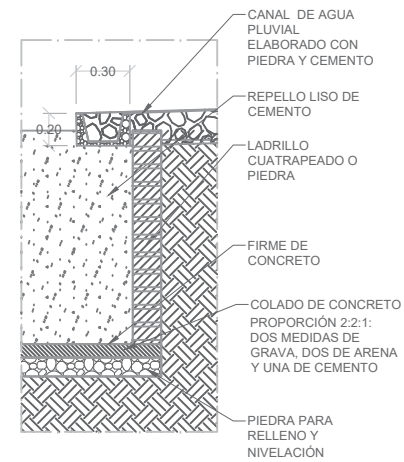 CANAL DE AGUA
PLUVIAL
ELABORADO CON
PIEDRA Y CEMENTO
0.30
REPELLO LISO DE
CEMENTO
0.20
LADRILLO
CUATRAPEADO O
PIEDRA
FIRME DE
CONCRETO
COLADO DE CONCRETO
PROPORCIÓN 2:2:1:
DOS MEDIDAS DE
GRAVA, DOS DE ARENA
Y UNA DE CEMENTO
PIEDRA PARA
RELLENO Y
NIVELACIÓN